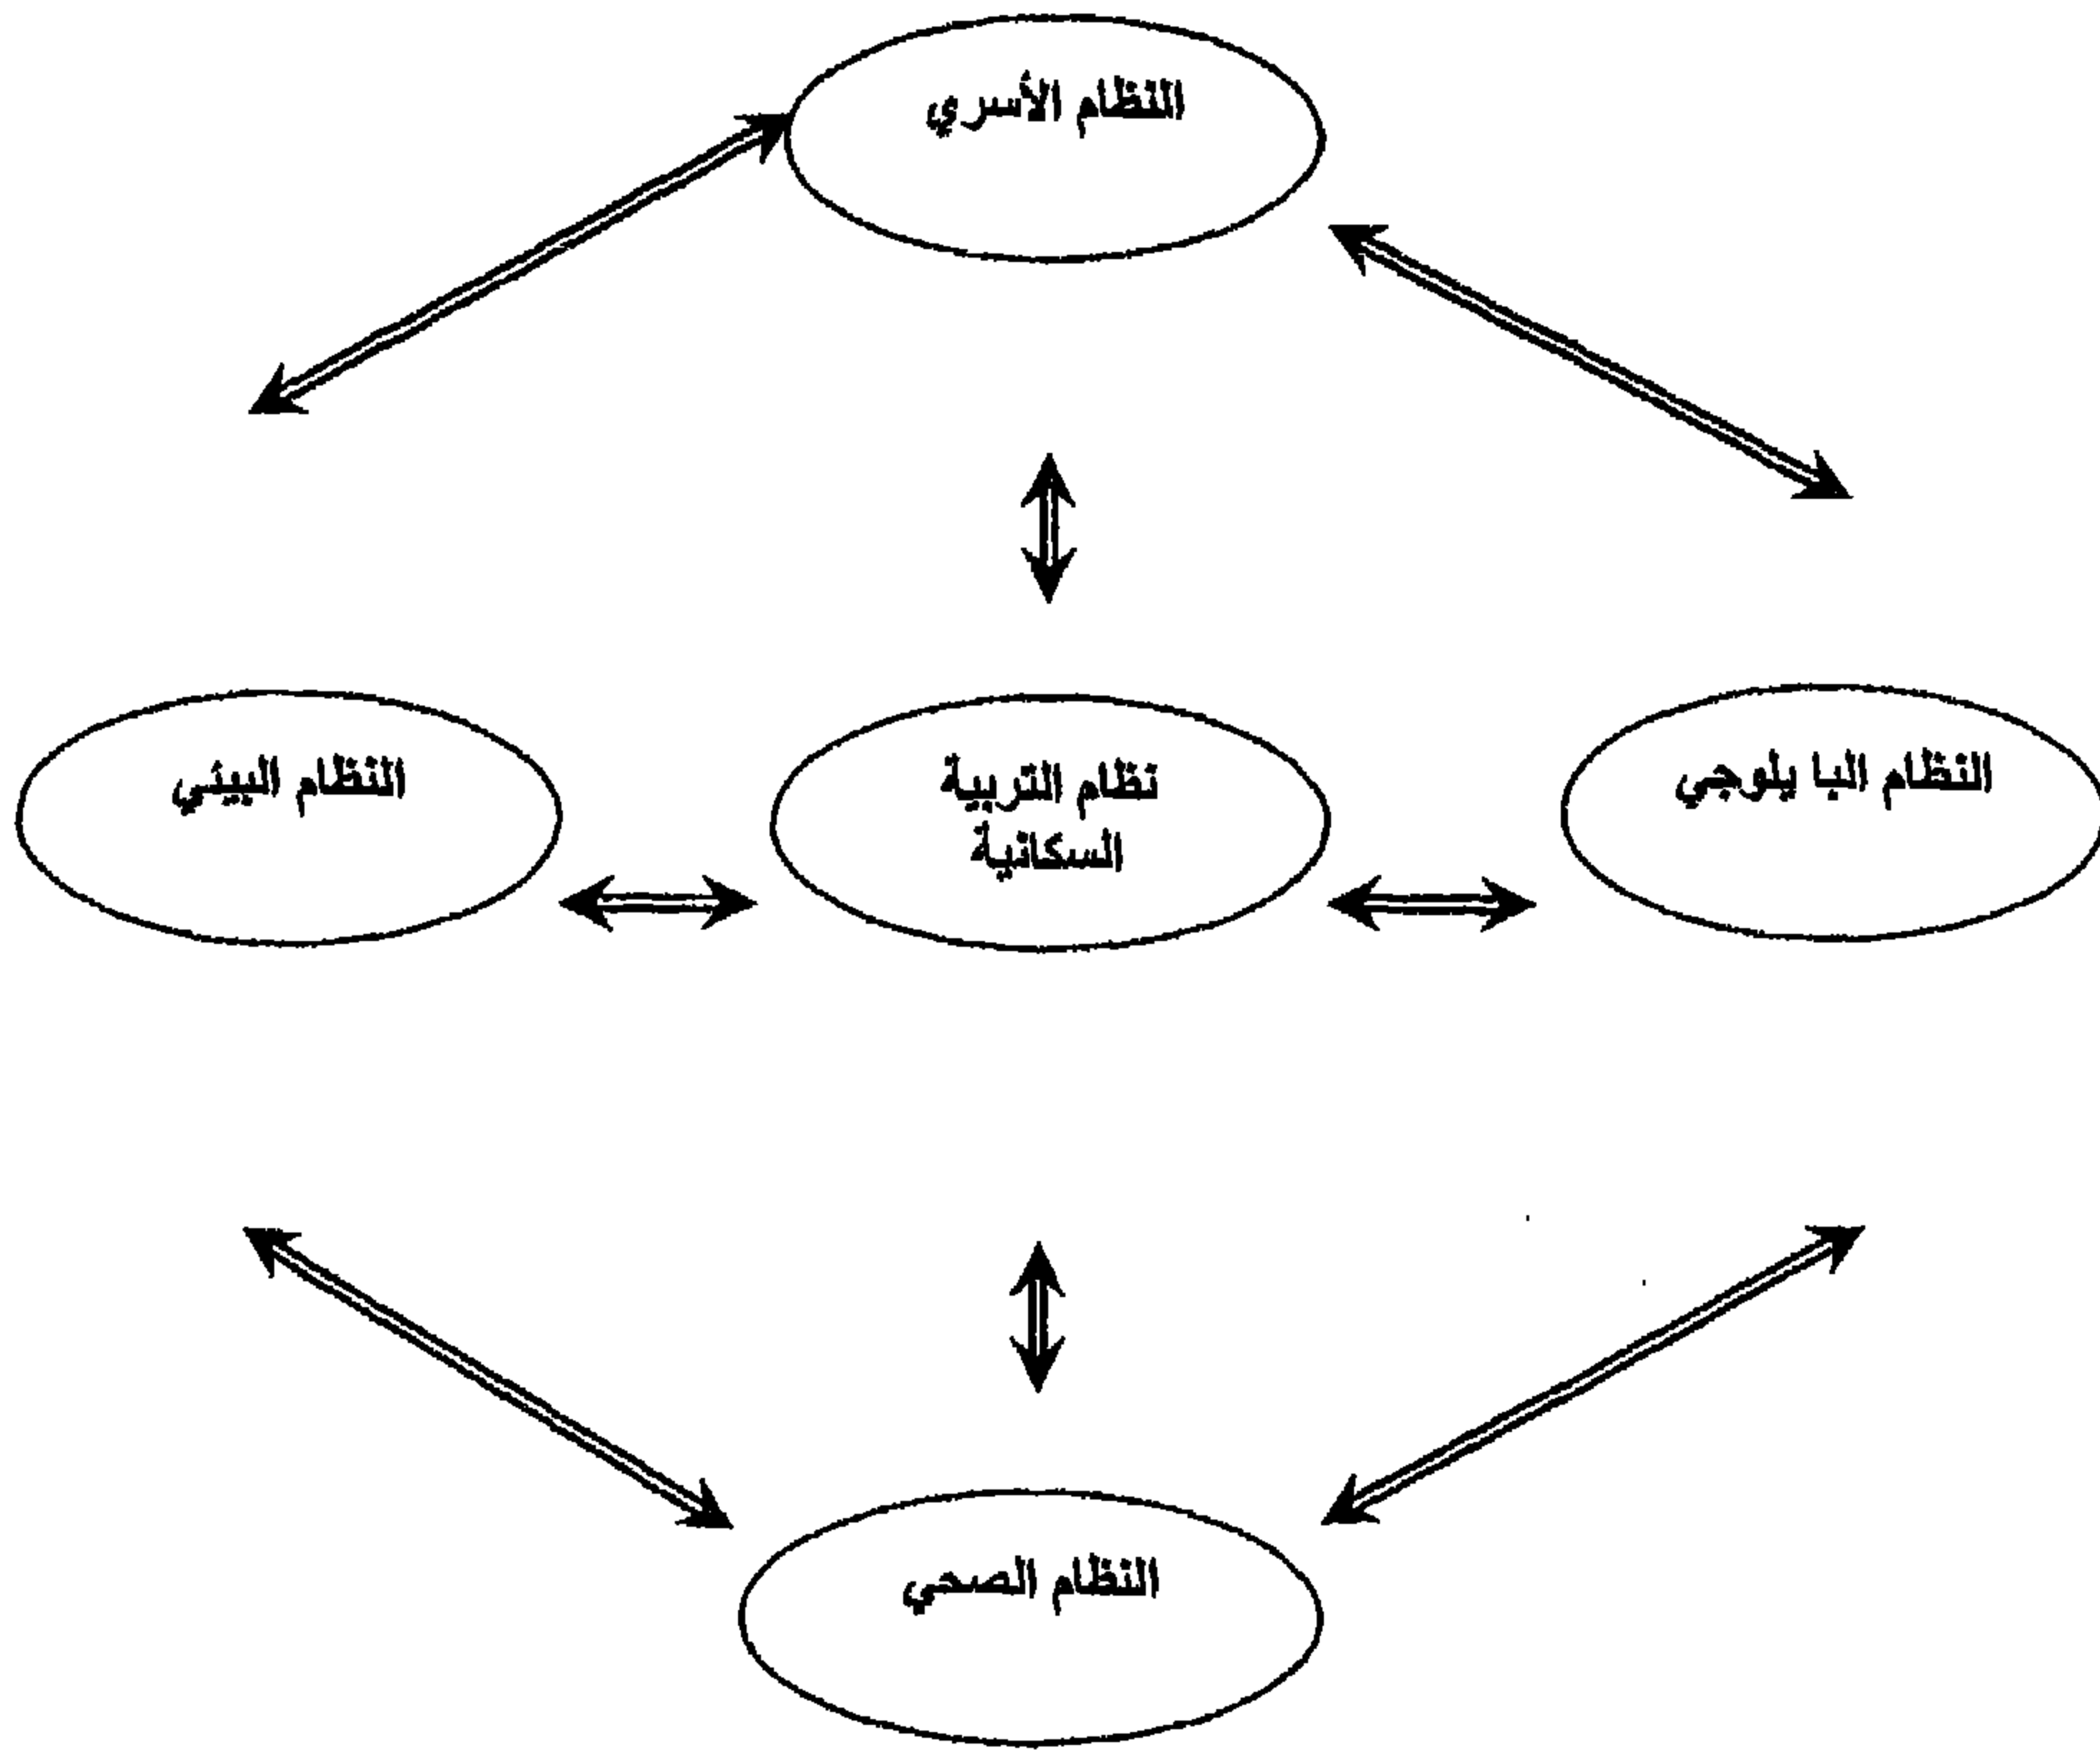 النظام الأسري
النظام البا يلوجي
نظام التربية
السكانية
النظام البيئي
النظام الصحي